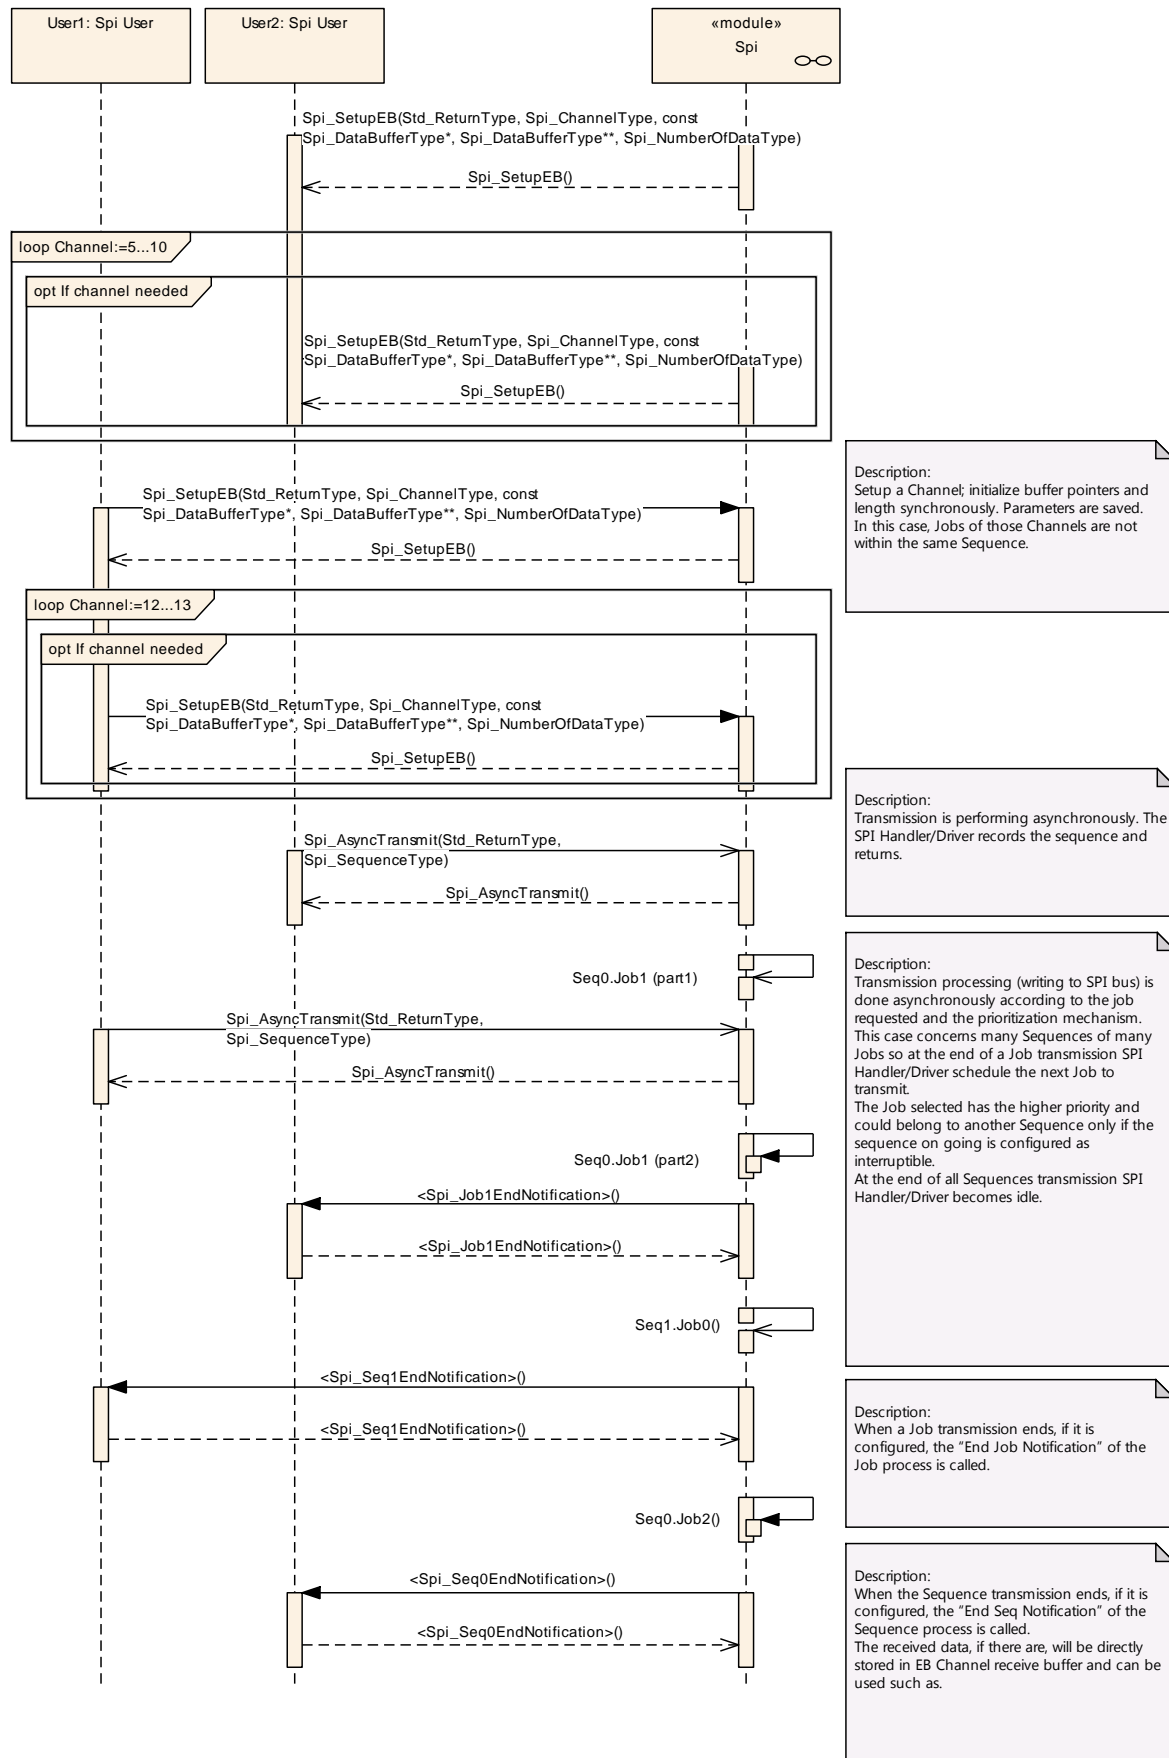 User1: Spi User
User2: Spi User
«module»
Spi
Spi_SetupEB(Std_ReturnType, Spi_ChannelType, const
Spi_DataBufferType*, Spi_DataBufferType**, Spi_NumberOfDataType)
Spi_SetupEB()
loop Channel:=5...10
opt If channel needed
Spi_SetupEB(Std_ReturnType, Spi_ChannelType, const
Spi_DataBufferType*, Spi_DataBufferType**, Spi_NumberOfDataType)
Spi_SetupEB()
Description:
Setup a Channel; initialize buffer pointers and
length synchronously. Parameters are saved.
In this case, Jobs of those Channels are not
within the same Sequence.
Spi_SetupEB(Std_ReturnType, Spi_ChannelType, const
Spi_DataBufferType*, Spi_DataBufferType**, Spi_NumberOfDataType)
Spi_SetupEB()
loop Channel:=12...13
opt If channel needed
Spi_SetupEB(Std_ReturnType, Spi_ChannelType, const
Spi_DataBufferType*, Spi_DataBufferType**, Spi_NumberOfDataType)
Spi_SetupEB()
Description:
Transmission is performing asynchronously. The
SPI Handler/Driver records the sequence and
returns.
Spi_AsyncTransmit(Std_ReturnType,
Spi_SequenceType)
Spi_AsyncTransmit()
Description:
Transmission processing (writing to SPI bus) is
done asynchronously according to the job
requested and the prioritization mechanism.
This case concerns many Sequences of many
Jobs so at the end of a Job transmission SPI
Handler/Driver schedule the next Job to
transmit.
The Job selected has the higher priority and
could belong to another Sequence only if the
sequence on going is configured as
interruptible.
At the end of all Sequences transmission SPI
Handler/Driver becomes idle.
Seq0.Job1 (part1)
Spi_AsyncTransmit(Std_ReturnType,
Spi_SequenceType)
Spi_AsyncTransmit()
Seq0.Job1 (part2)
<Spi_Job1EndNotification>()
<Spi_Job1EndNotification>()
Seq1.Job0()
<Spi_Seq1EndNotification>()
<Spi_Seq1EndNotification>()
Description:
When a Job transmission ends, if it is
configured, the “End Job Notification” of the
Job process is called.
Seq0.Job2()
<Spi_Seq0EndNotification>()
<Spi_Seq0EndNotification>()
Description:
When the Sequence transmission ends, if it is
configured, the “End Seq Notification” of the
Sequence process is called.
The received data, if there are, will be directly
stored in EB Channel receive buffer and can be
used such as.